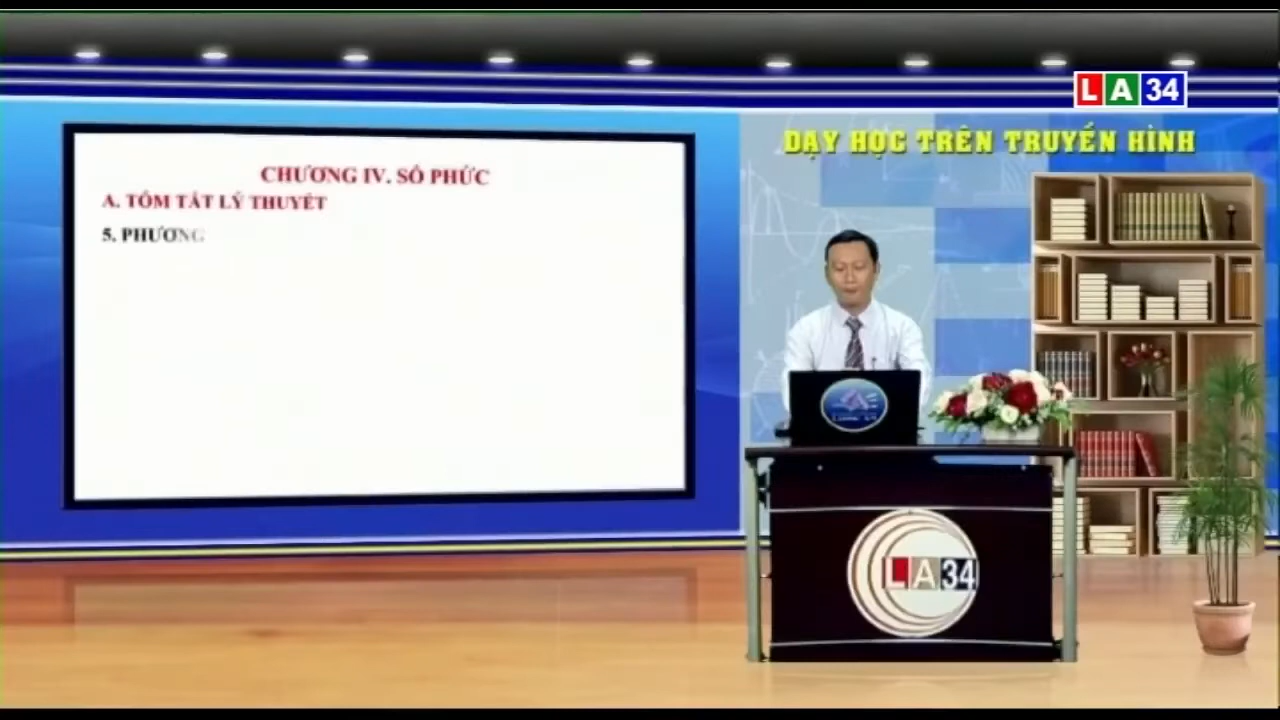 LA34
DẠY HỌC TRÊN TRUYỀN HÌNH
CHƯƠNG IV. SỐ PHỨC
A. TÓM TẮT LÝ THUYẾT
5. PHƯƠNG
LA34